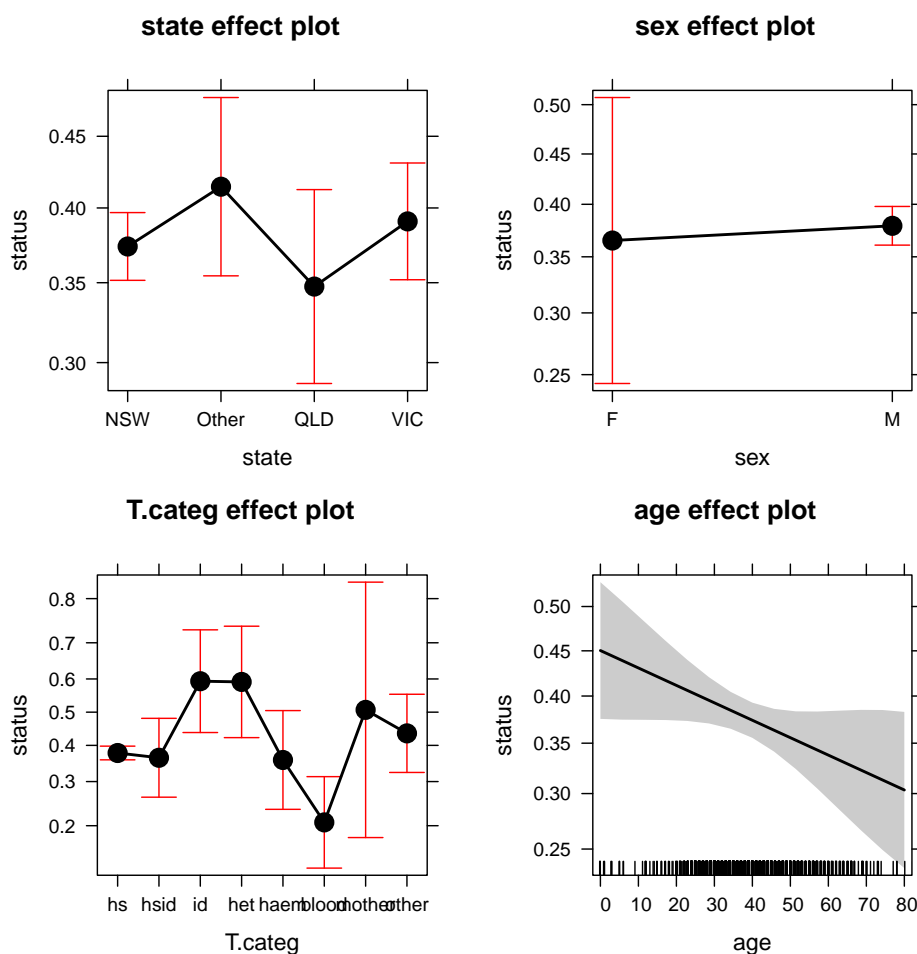 state effect plot
status
0.45
0.40
0.35
0.30
NSW Other QLD VIC
state
sex effect plot
status
0.50
0.45
0.40
0.35
0.30
0.25
F M
sex
T.categ effect plot
status
0.8
0.7
0.6
0.5
0.4
0.3
0.2
hs hsid id het haem blood mother other
T.categ
age effect plot
status
0.50
0.45
0.40
0.35
0.30
0.25
0 10 20 30 40 50 60 70 80
age